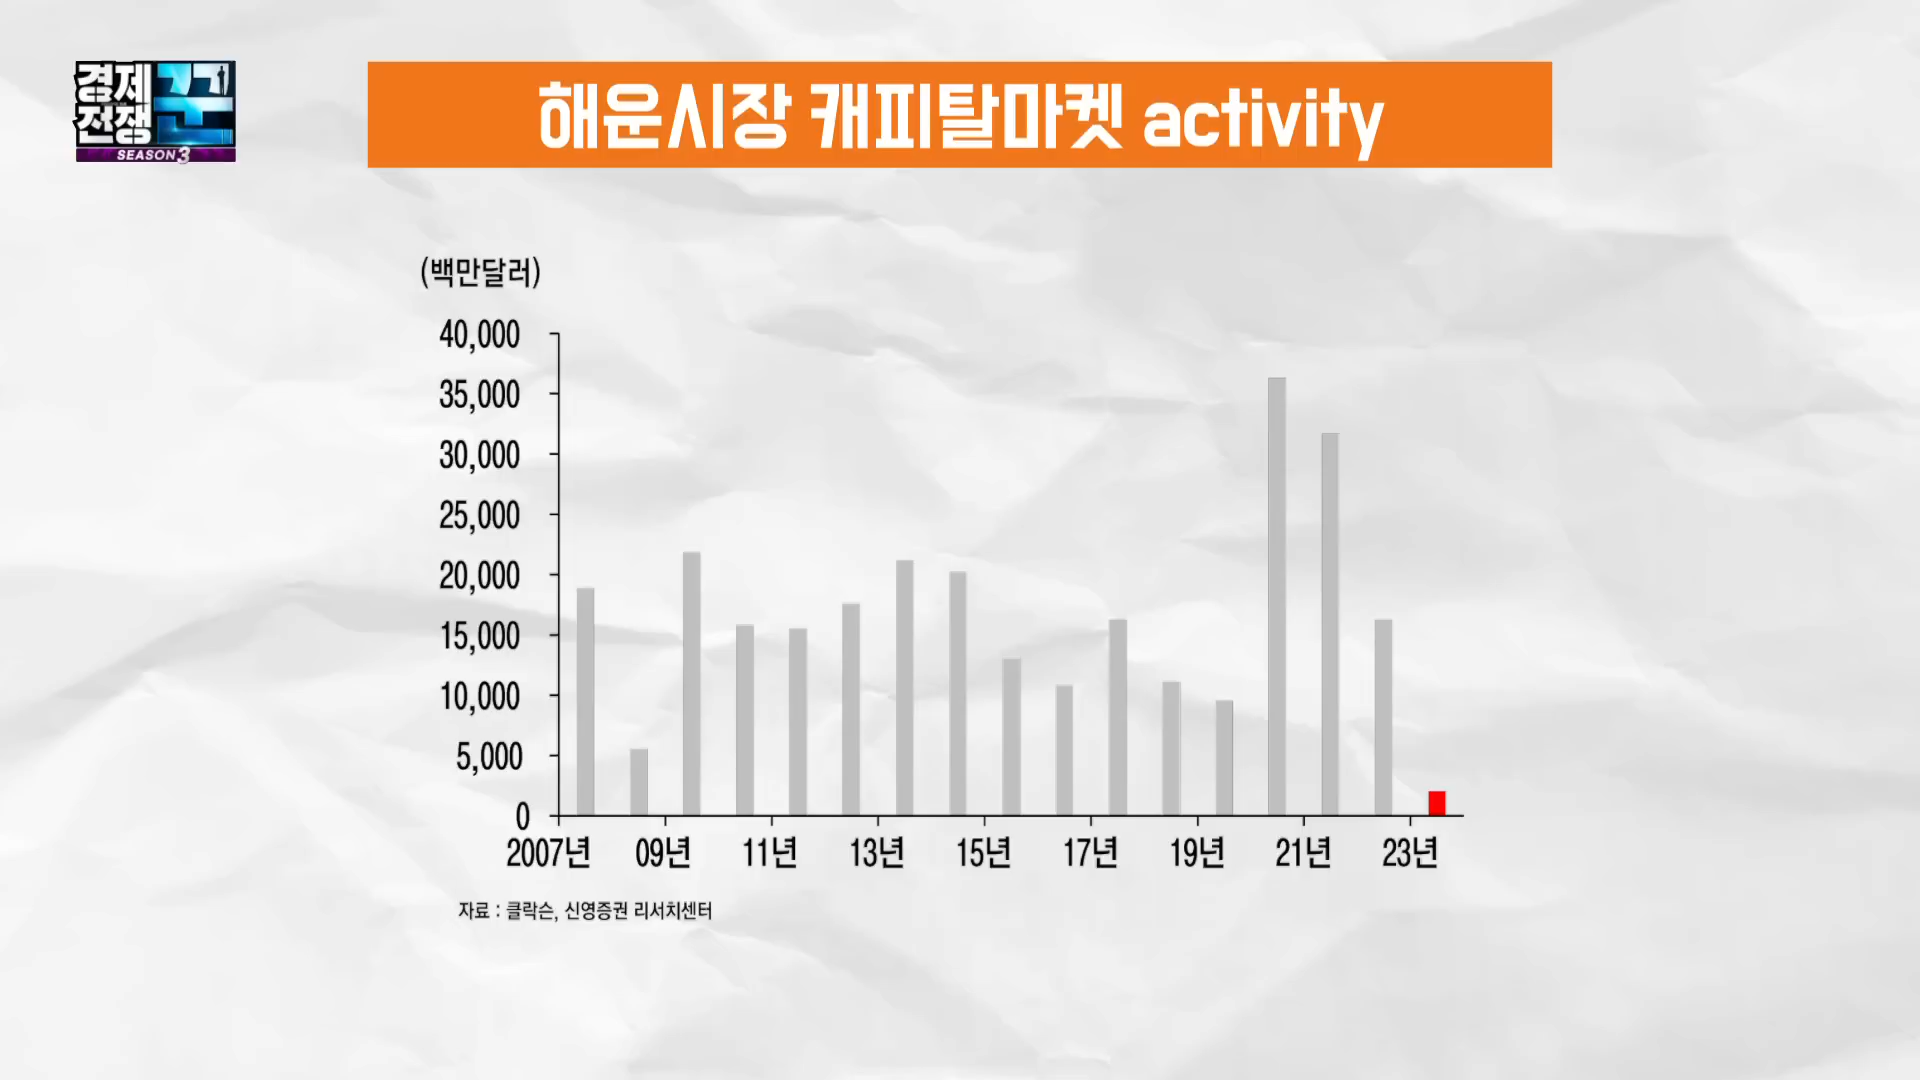 경제
전쟁 꾼
SEASON3
해운시장 캐피탈마켓 activity
(백만달러)
40,000
35,000
30,000
25,000
20,000
15,000
10,000
5,000
0
2007년 09년 11년 13년 15년 17년 19년 21년 23년
자료 : 클락슨, 신영증권 리서치센터